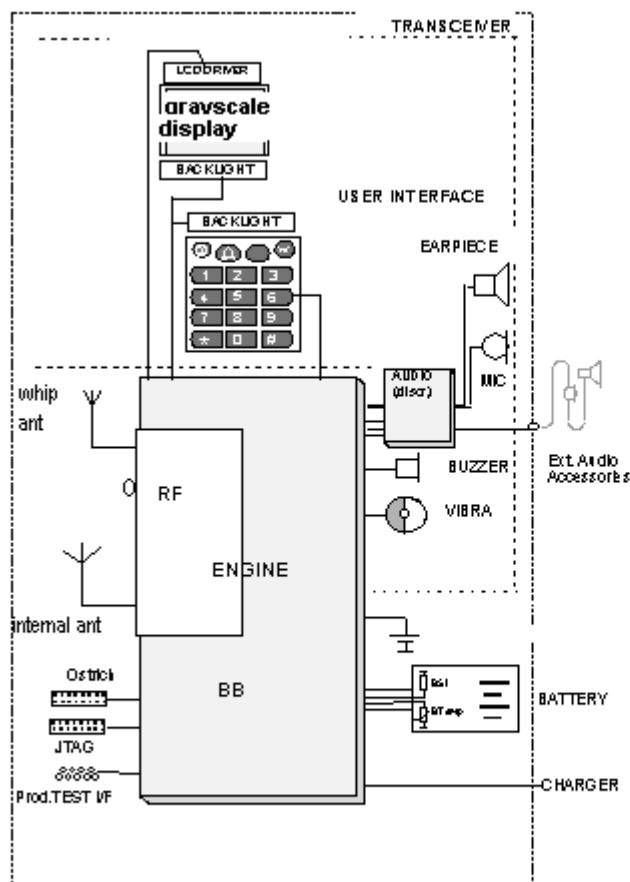 TRANSCEIVER
LCD DRIVER
grayscale
display
BACKLIGHT
USER INTERFACE
BACKLIGHT
EARPIECE
1 2 3
4 5 6
7 8 9
* 0 #
AUDIO
(discr)
MIC
whip
ant
BUZZER
Ext. Audio
Accessories
RF
VIBRA
ENGINE
internal ant
Ostrich
BB
BSI
BTemp
BATTERY
JTAG
Prod.TEST I/F
CHARGER